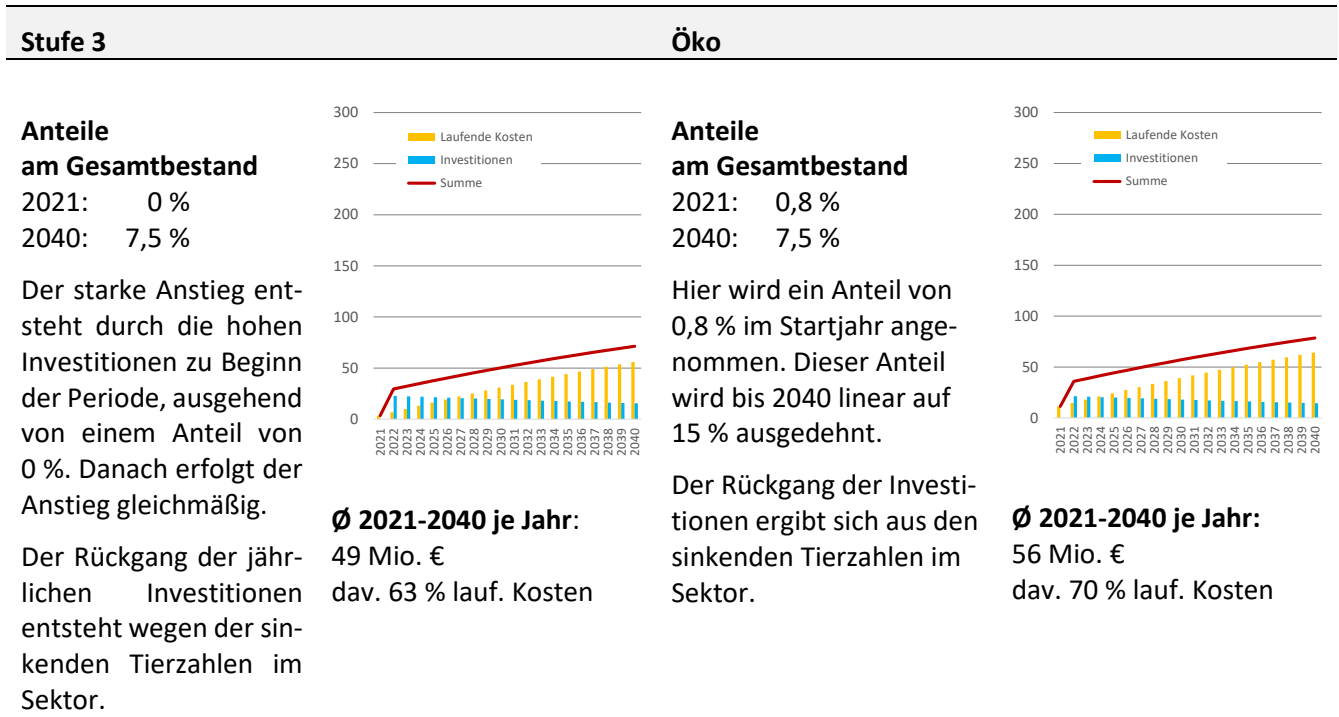 Stufe 3
Öko
Anteile
am Gesamtbestand
2021: 0 %
2040: 7,5 %
Der starke Anstieg ent-
steht durch die hohen
Investitionen zu Beginn
der Periode, ausgehend
von einem Anteil von
0 %. Danach erfolgt der
Anstieg gleichmäßig.
Der Rückgang der jähr-
lichen Investitionen
entsteht wegen der sin-
kenden Tierzahlen im
Sektor.
300
250
200
150
100
50
0
Laufende Kosten
Investitionen
Summe
2021
2022
2023
2024
2025
2026
2027
2028
2029
2030
2031
2032
2033
2034
2035
2036
2037
2038
2039
2040
Ø 2021-2040 je Jahr:
49 Mio. €
dav. 63 % lauf. Kosten
Anteile
am Gesamtbestand
2021: 0,8 %
2040: 7,5 %
Hier wird ein Anteil von
0,8 % im Startjahr ange-
nommen. Dieser Anteil
wird bis 2040 linear auf
15 % ausgedehnt.
Der Rückgang der Investi-
tionen ergibt sich aus den
sinkenden Tierzahlen im
Sektor.
300
250
200
150
100
50
0
Laufende Kosten
Investitionen
Summe
2021
2022
2023
2024
2025
2026
2027
2028
2029
2030
2031
2032
2033
2034
2035
2036
2037
2038
2039
2040
Ø 2021-2040 je Jahr:
56 Mio. €
dav. 70 % lauf. Kosten